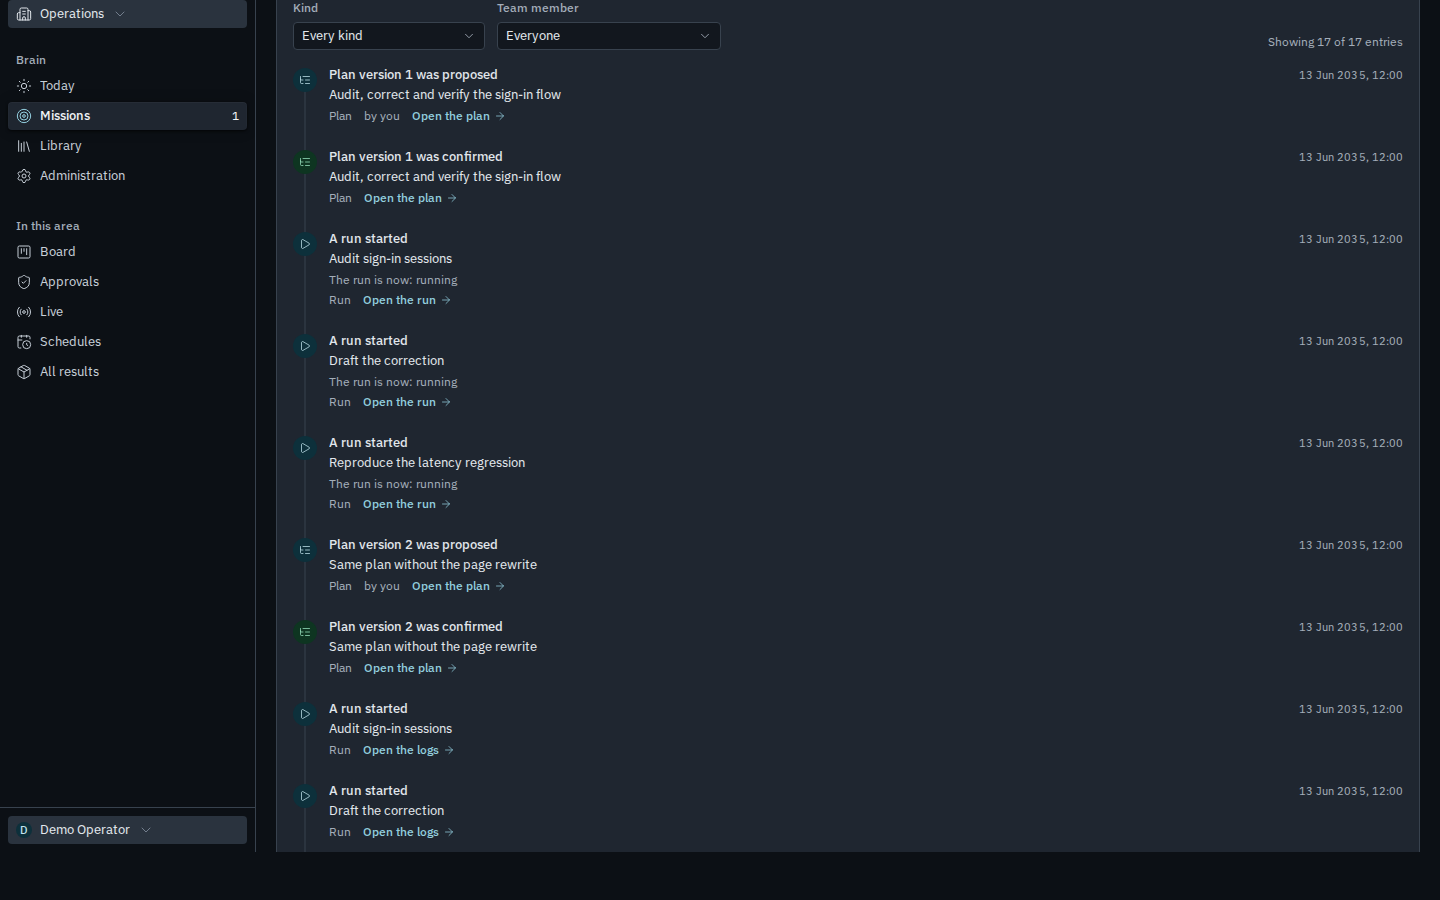 Operations
Brain
Today
Missions 1
Library
Administration
In this area
Board
Approvals
Live
Schedules
All results
D Demo Operator
Kind
Team member
Every kind
Everyone
Showing 17 of 17 entries
Plan version 1 was proposed 13 Jun 2035, 12:00
Audit, correct and verify the sign-in flow
Plan by you Open the plan →
Plan version 1 was confirmed 13 Jun 2035, 12:00
Audit, correct and verify the sign-in flow
Plan Open the plan →
A run started 13 Jun 2035, 12:00
Audit sign-in sessions
The run is now: running
Run Open the run →
A run started 13 Jun 2035, 12:00
Draft the correction
The run is now: running
Run Open the run →
A run started 13 Jun 2035, 12:00
Reproduce the latency regression
The run is now: running
Run Open the run →
Plan version 2 was proposed 13 Jun 2035, 12:00
Same plan without the page rewrite
Plan by you Open the plan →
Plan version 2 was confirmed 13 Jun 2035, 12:00
Same plan without the page rewrite
Plan Open the plan →
A run started 13 Jun 2035, 12:00
Audit sign-in sessions
Run Open the logs →
A run started 13 Jun 2035, 12:00
Draft the correction
Run Open the logs →